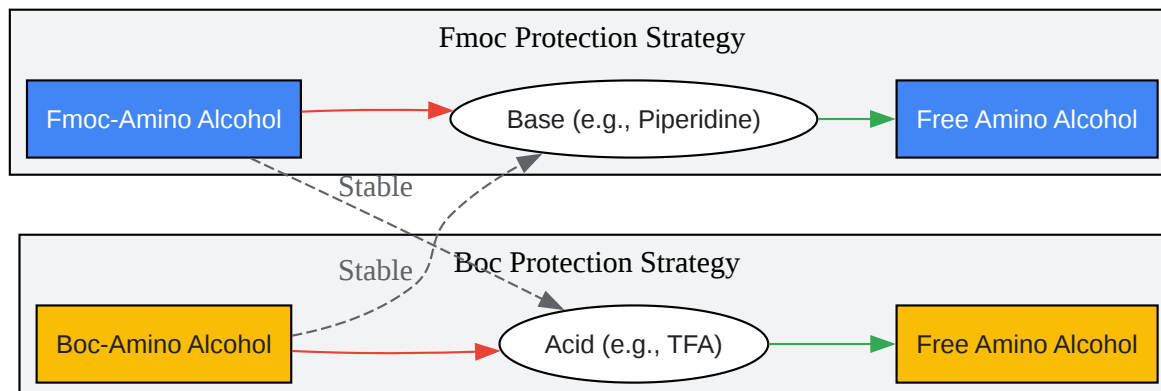 Fmoc Protection Strategy
Fmoc-Amino Alcohol
Base (e.g., Piperidine)
Free Amino Alcohol
Stable
Stable
Boc Protection Strategy
Boc-Amino Alcohol
Acid (e.g., TFA)
Free Amino Alcohol